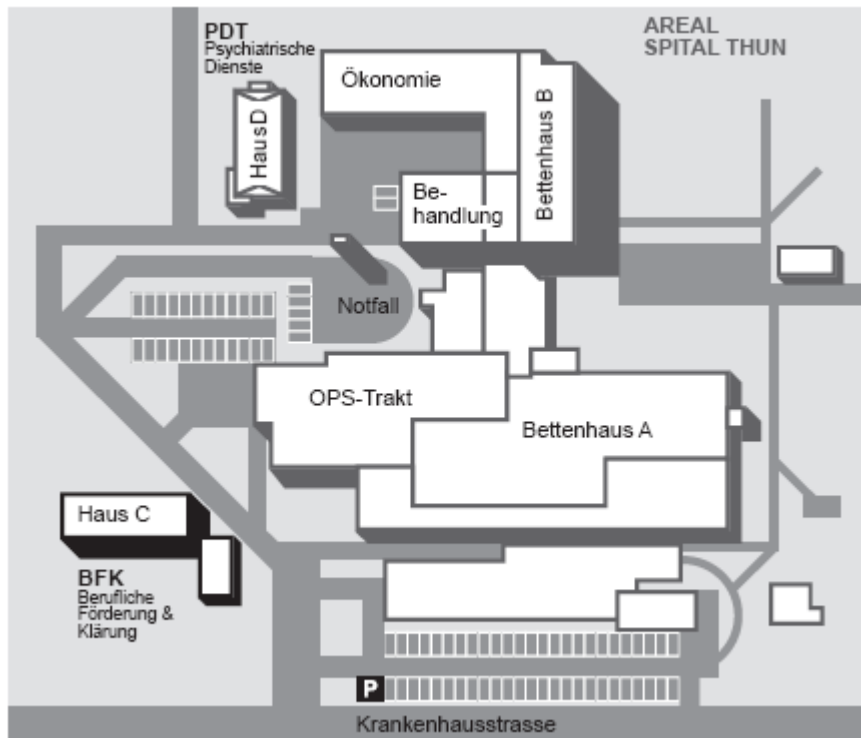 PDT
Psychiatrische
Dienste
AREAL
SPITAL THUN
Ökonomie
Bettenhaus B
Haus D
Be-
handlung
Notfall
OPS-Trakt
Bettenhaus A
Haus C
BFK
Berufliche
Förderung &
Klärung
P
Krankenhausstrasse